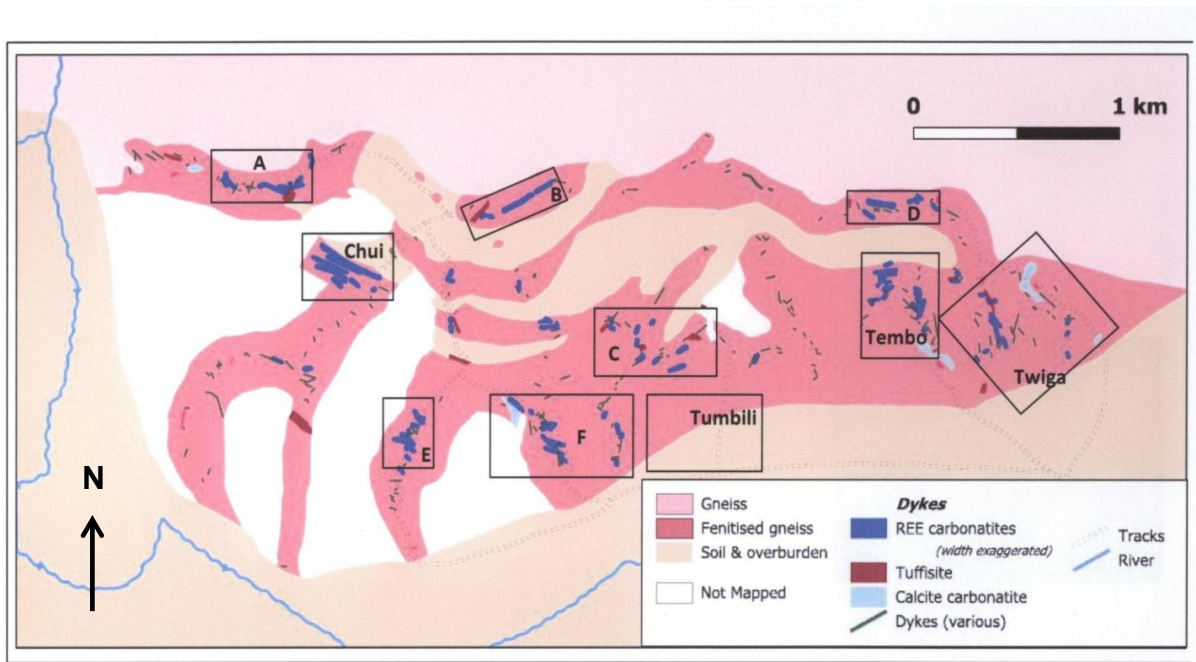 0 1 km
A
B
D
Chui
C
Tembo
Twiga
Tumbili
E
F
N
Gneiss
Fenitised gneiss
Soil & overburden
Not Mapped
Dykes
REE carbonatites
(width exaggerated)
Tuffisite
Calcite carbonatite
Dykes (various)
Tracks
River